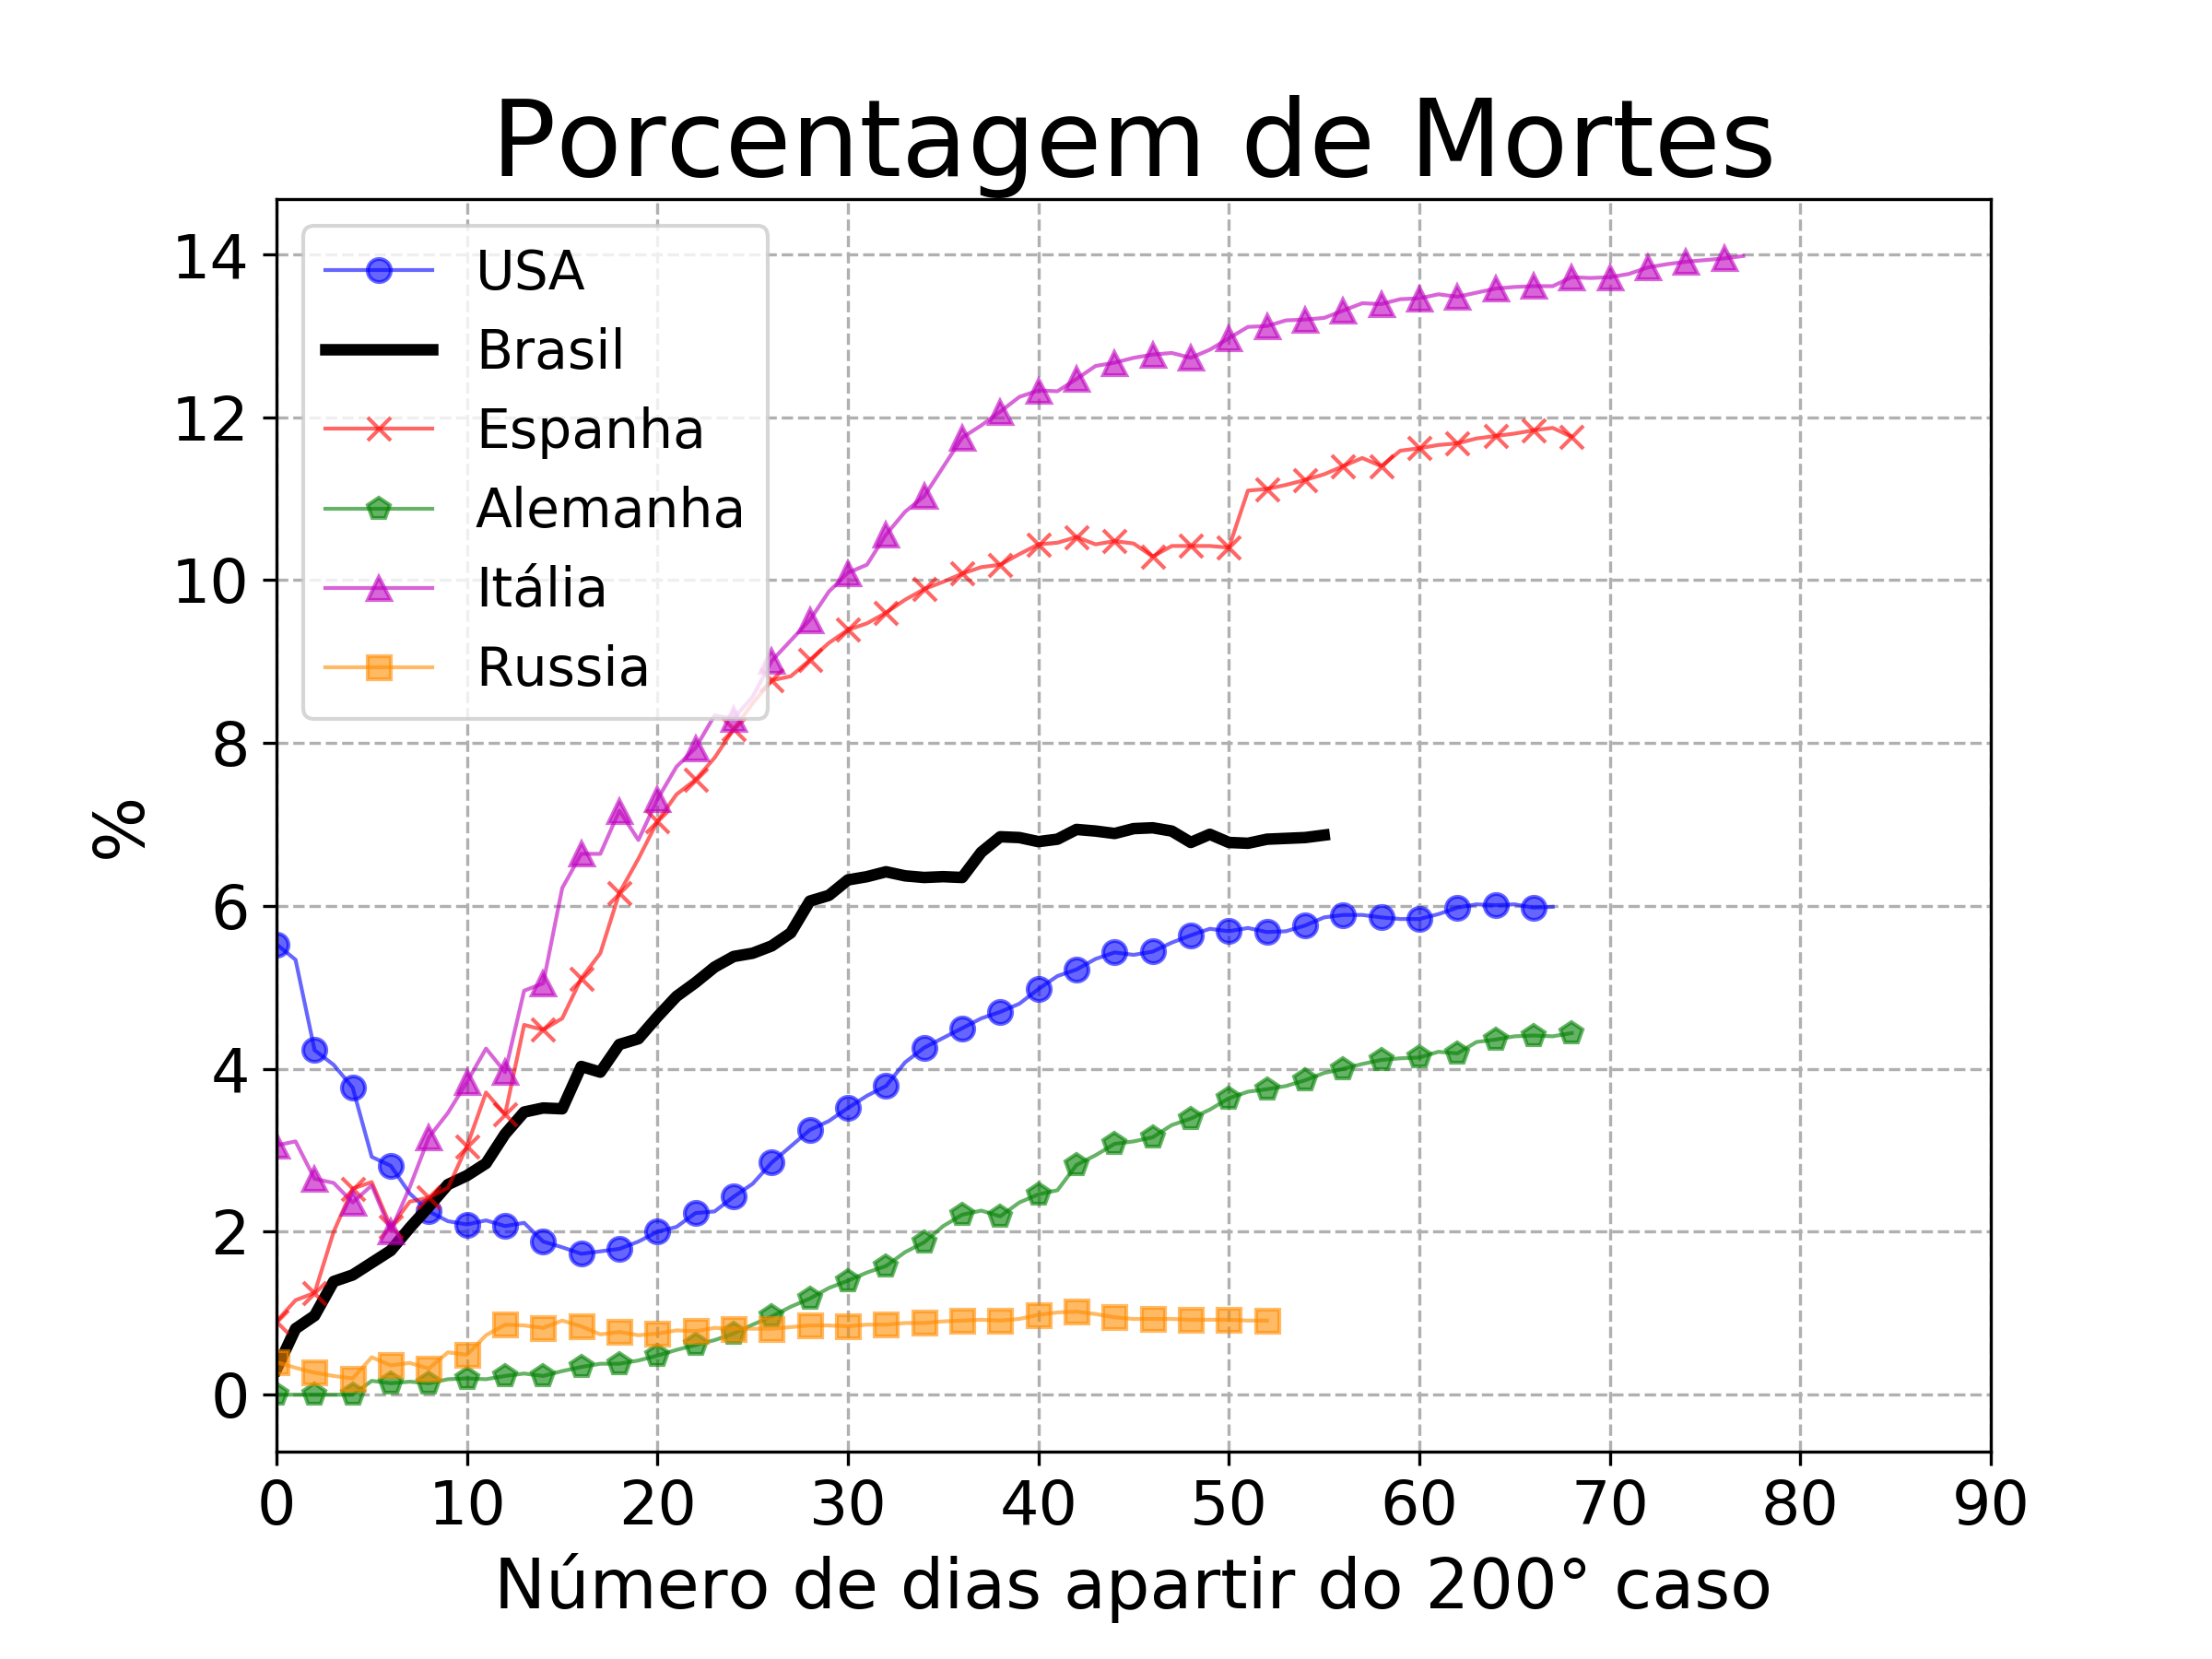 Porcentagem de Mortes
USA
Brasil
Espanha
Alemanha
Itália
Russia
14
12
10
8
6
4
2
0
%
0 10 20 30 40 50 60 70 80 90
Número de dias apartir do 200° caso